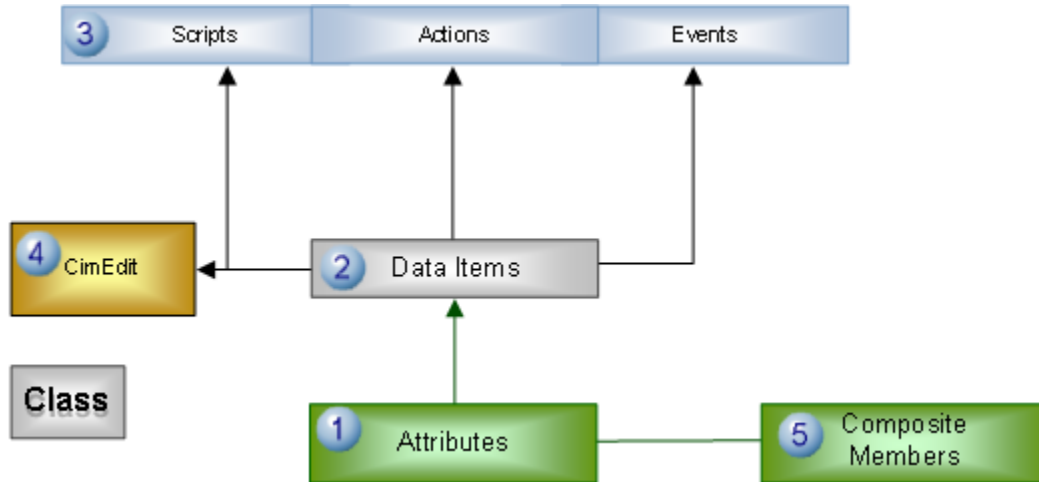 3 Scripts Actions Events
4 CimEdit
2 Data Items
Class
1 Attributes
5 Composite
Members